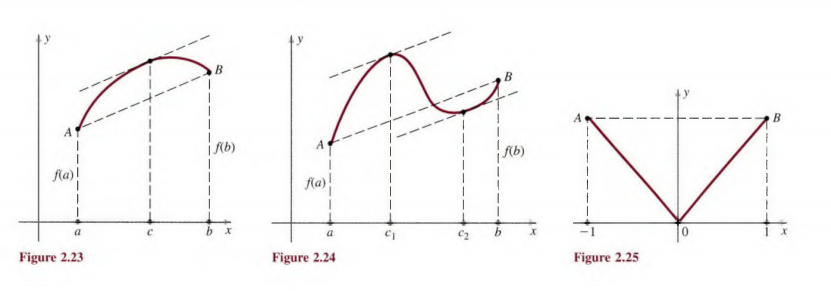 y
B
A
f(b)
f(a)
a
c
b
x
Figure 2.23
y
B
A
f(b)
f(a)
a
c1
c2
b
x
Figure 2.24
y
A
B
−1
0
1
x
Figure 2.25